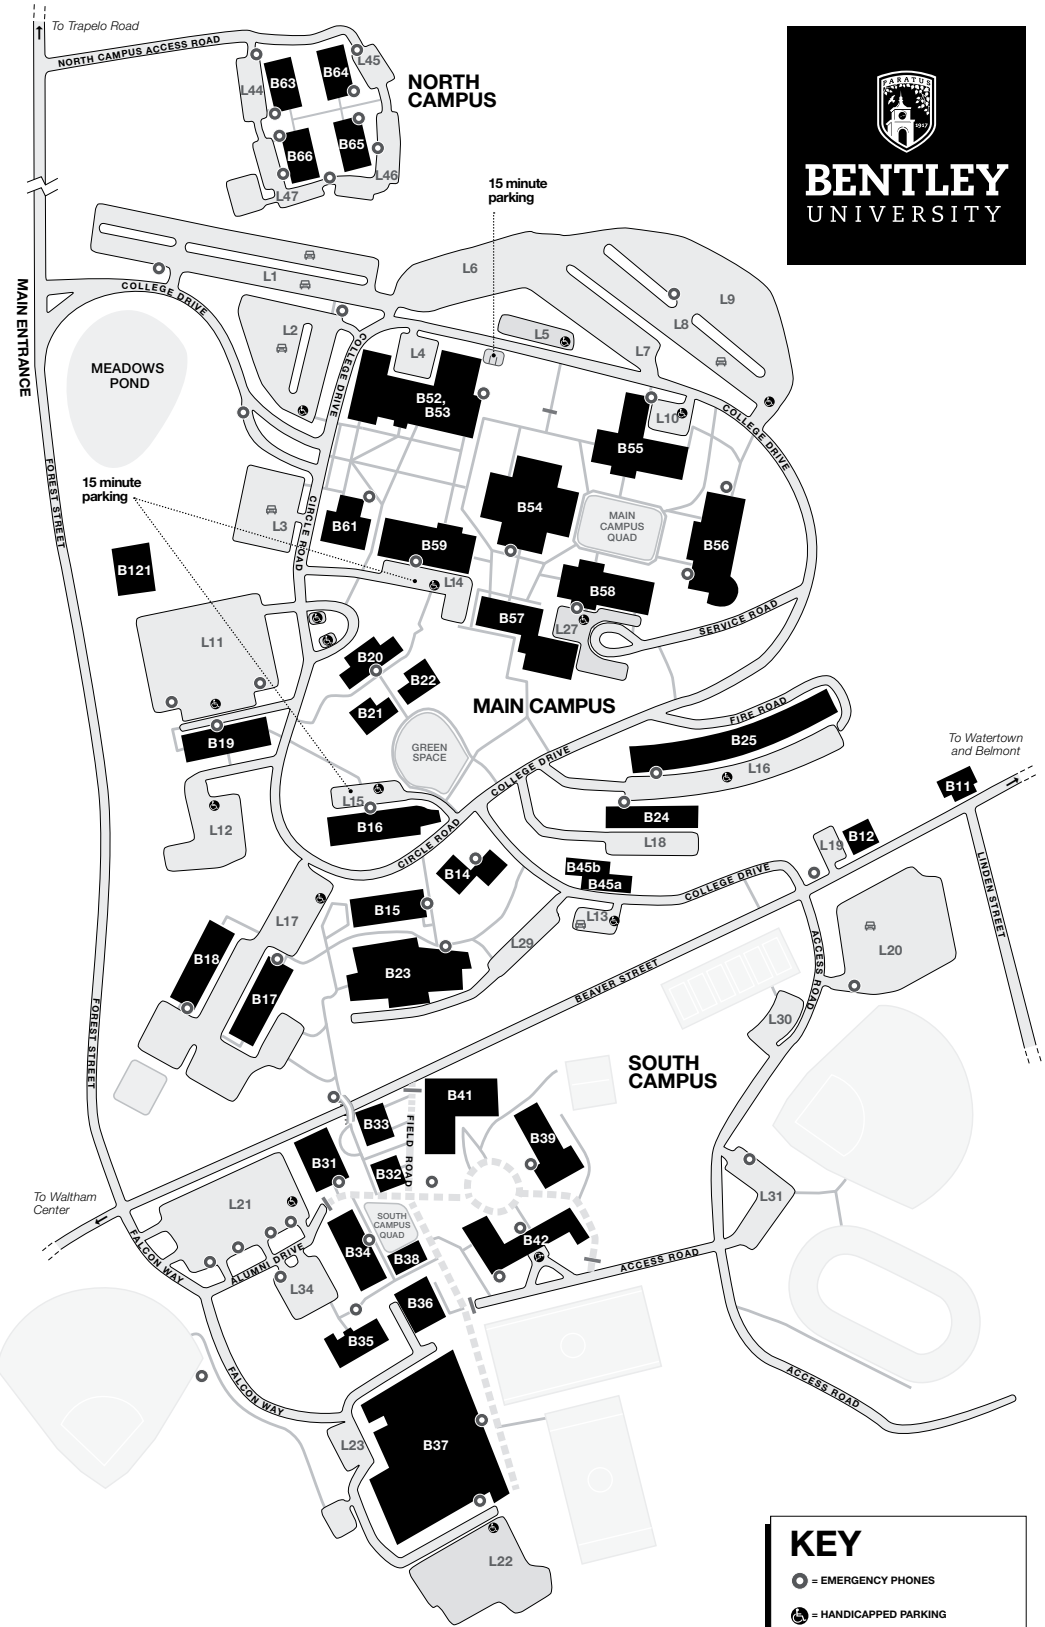 To Trapelo Road
NORTH CAMPUS ACCESS ROAD
L45
B64
B63
L44
NORTH
CAMPUS
PARATUS
1917
BENTLEY
UNIVERSITY
B65
B66
L46
L47
15 minute
parking
L6
L1
L9
COLLEGE DRIVE
MAIN ENTRANCE
L2
L8
L5
L7
COLLEGE DRIVE
L4
MEADOWS
POND
B52,
B53
L10
COLLEGE DRIVE
B55
FOREST STREET
15 minute
parking
CIRCLE ROAD
B54
MAIN
CAMPUS
QUAD
L3
B61
B59
B56
B121
L14
B58
B57
L27
SERVICE ROAD
L11
B20
B22
MAIN CAMPUS
FIRE ROAD
B21
B19
GREEN
SPACE
B25
To Watertown
and Belmont
L16
COLLEGE DRIVE
B11
L15
B24
B16
L12
CIRCLE ROAD
L18
L19
B12
B45b
B14
B45a
COLLEGE DRIVE
LINDEN STREET
B15
L17
L13
L29
L20
B18
B23
ACCESS ROAD
BEAVER STREET
B17
L30
FOREST STREET
SOUTH
CAMPUS
B41
B33
FIELD ROAD
B39
B31
B32
To Waltham
Center
L21
L31
SOUTH
CAMPUS
QUAD
B42
B34
FALCON WAY
ALUMNI DRIVE
B38
ACCESS ROAD
L34
B36
B35
FALCON WAY
ACCESS ROAD
L23
B37
L22
KEY
= EMERGENCY PHONES
= HANDICAPPED PARKING